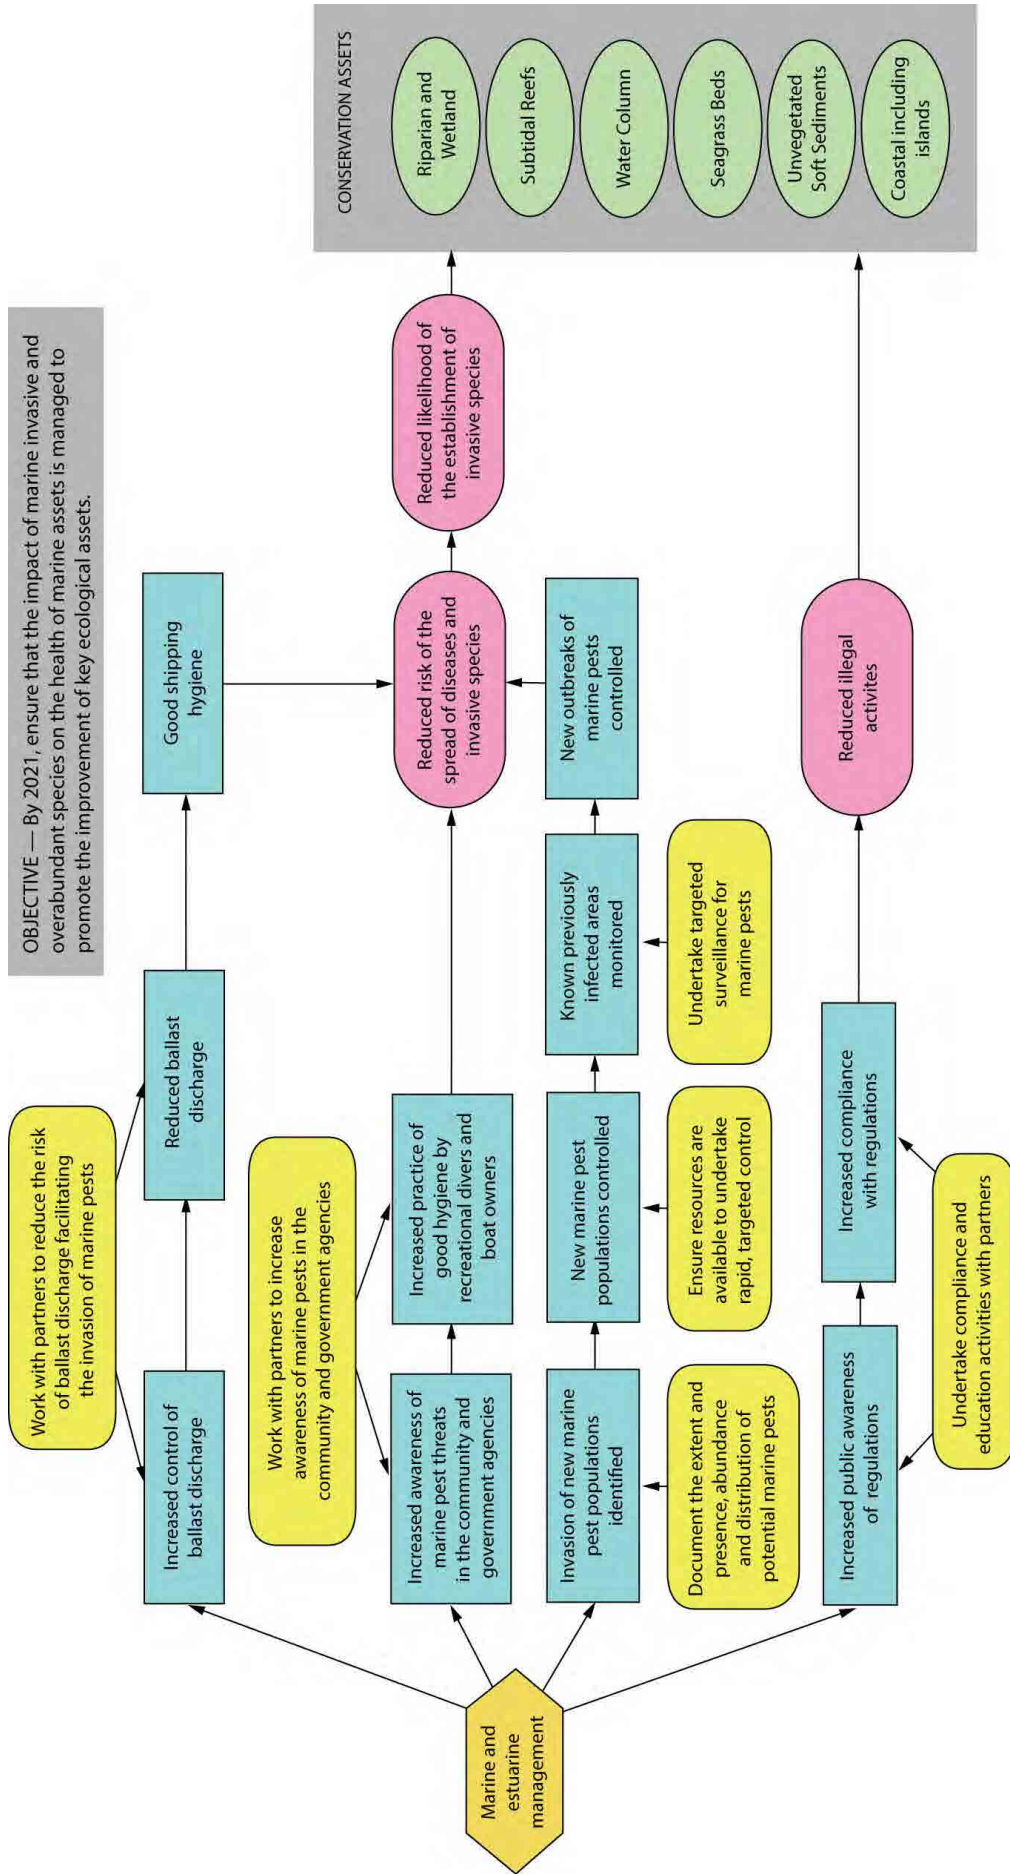 OBJECTIVE — By 2021, ensure that the impact of marine invasive and
overabundant species on the health of marine assets is managed to
promote the improvement of key ecological assets.
Work with partners to reduce the risk
of ballast discharge facilitating
the invasion of marine pests
Increased control of
ballast discharge
Reduced ballast
discharge
Good shipping
hygiene
Work with partners to increase
awareness of marine pests in the
community and government agencies
Marine and
estuarine
management
Increased awareness of
marine pest threats
in the community and
government agencies
Increased practice of
good hygiene by
recreational divers and
boat owners
Reduced risk of the
spread of diseases and
invasive species
Reduced likelihood of
the establishment of
invasive species
Invasion of new marine
pest populations
identified
New marine pest
populations controlled
Known previously
infected areas
monitored
New outbreaks of
marine pests
controlled
Document the extent and
presence, abundance
and distribution of
potential marine pests
Ensure resources are
available to undertake
rapid, targeted control
Undertake targeted
surveillance for
marine pests
Increased public awareness
of regulations
Increased compliance
with regulations
Reduced illegal
activites
Undertake compliance and
education activities with partners
CONSERVATION ASSETS
Riparian and
Wetland
Subtidal Reefs
Water Column
Seagrass Beds
Unvegetated
Soft Sediments
Coastal including
islands